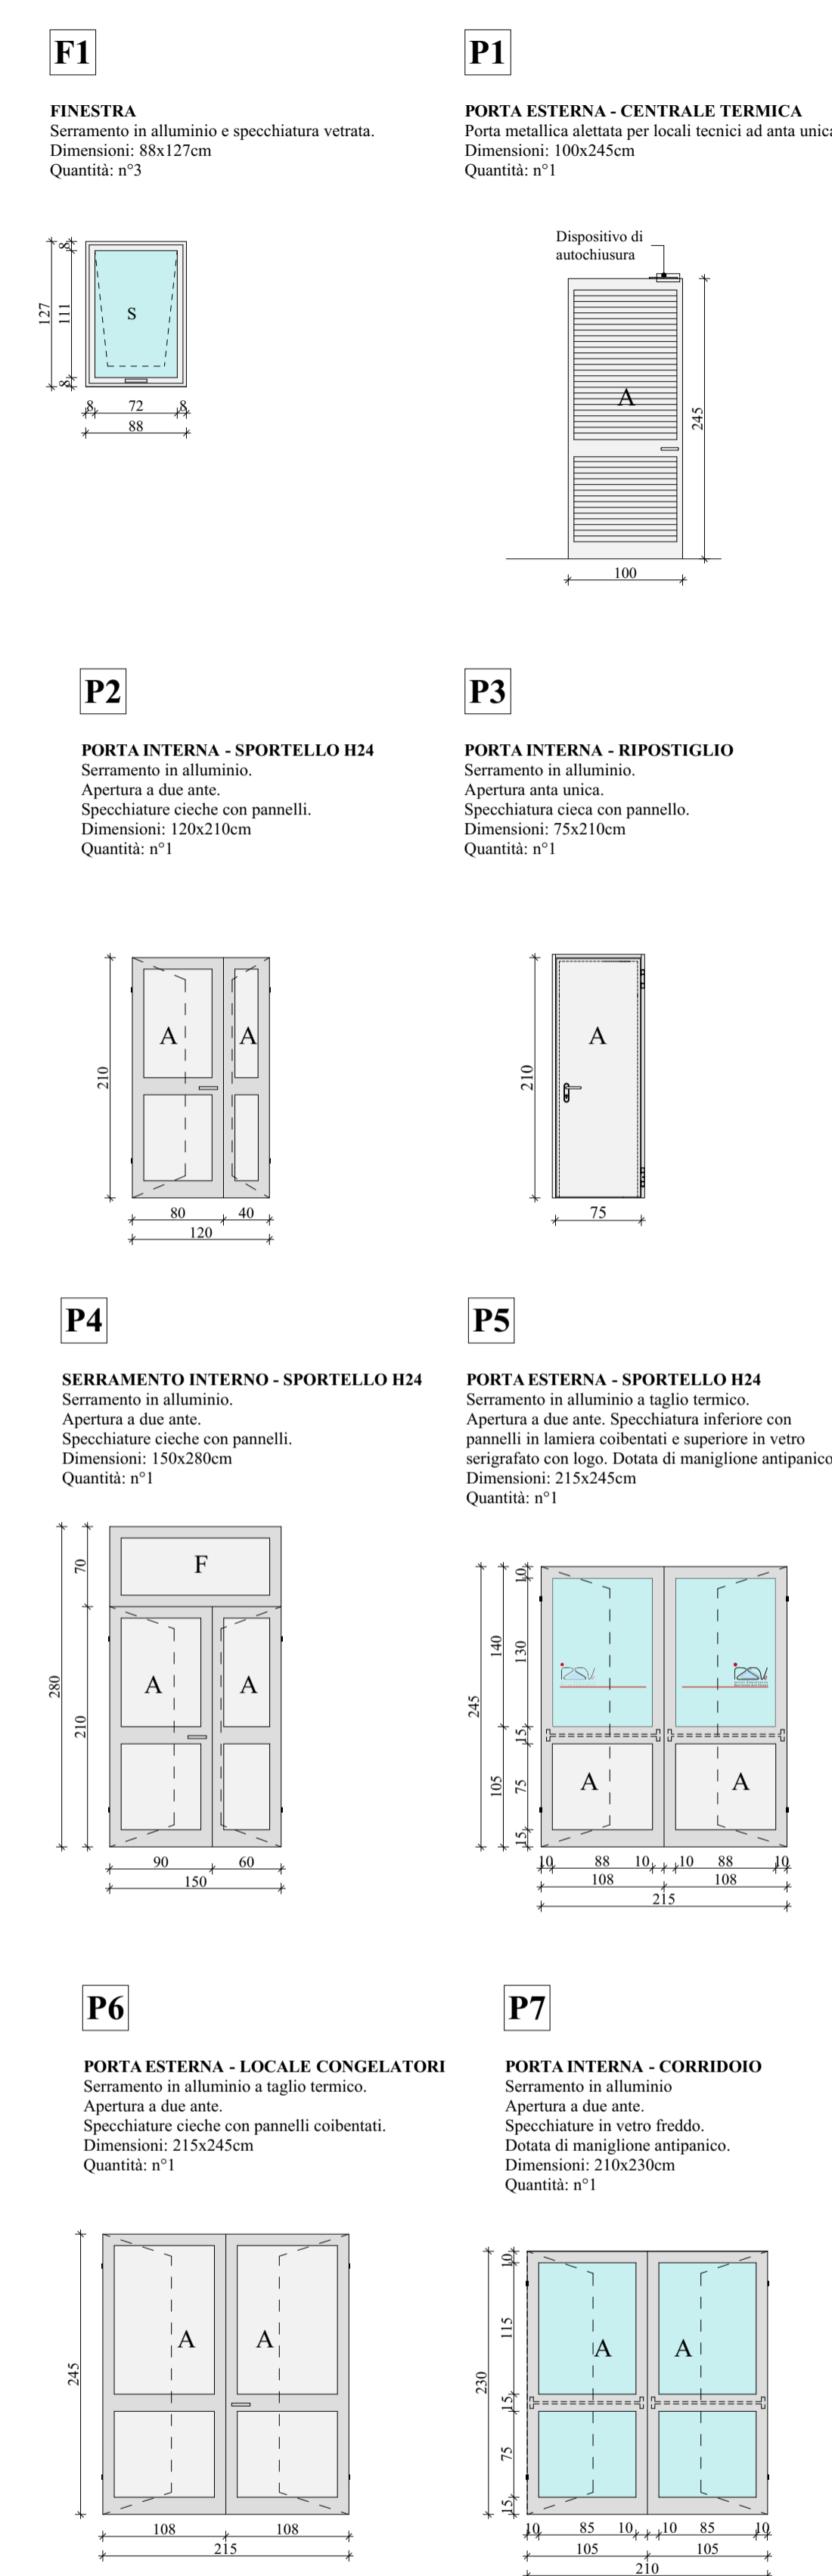 F1
FINESTRA
Serramento in alluminio e specchiatura vetrata.
Dimensioni: 88x127cm
Quantità: n°3
127
8
111
8
S
8 72 8
88
P1
PORTA ESTERNA - CENTRALE TERMICA
Porta metallica alettata per locali tecnici ad anta unica
Dimensioni: 100x245cm
Quantità: n°1
Dispositivo di
autochiusura
A
245
100
P2
PORTA INTERNA - SPORTELLO H24
Serramento in alluminio.
Apertura a due ante.
Specchiature cieche con pannelli.
Dimensioni: 120x210cm
Quantità: n°1
210
A A
80 40
120
P3
PORTA INTERNA - RIPOSTIGLIO
Serramento in alluminio.
Apertura anta unica.
Specchiatura cieca con pannello.
Dimensioni: 75x210cm
Quantità: n°1
210
A
75
P4
SERRAMENTO INTERNO - SPORTELLO H24
Serramento in alluminio.
Apertura a due ante.
Specchiature cieche con pannelli.
Dimensioni: 150x280cm
Quantità: n°1
280
70
210
F
A A
90 60
150
P5
PORTA ESTERNA - SPORTELLO H24
Serramento in alluminio a taglio termico.
Apertura a due ante. Specchiatura inferiore con
pannelli in lamiera coibentati e superiore in vetro
serigrafato con logo. Dotata di maniglione antipanico
Dimensioni: 215x245cm
Quantità: n°1
245
140
105
10
130
15
75
15
A A
10 88 10 10 88 10
108 108
215
P6
PORTA ESTERNA - LOCALE CONGELATORI
Serramento in alluminio a taglio termico.
Apertura a due ante.
Specchiature cieche con pannelli coibentati.
Dimensioni: 215x245cm
Quantità: n°1
245
A A
108 108
215
P7
PORTA INTERNA - CORRIDOIO
Serramento in alluminio
Apertura a due ante.
Specchiature in vetro freddo.
Dotata di maniglione antipanico.
Dimensioni: 210x230cm
Quantità: n°1
230
10
115
15
75
15
A A
10 85 10 10 85 10
105 105
210